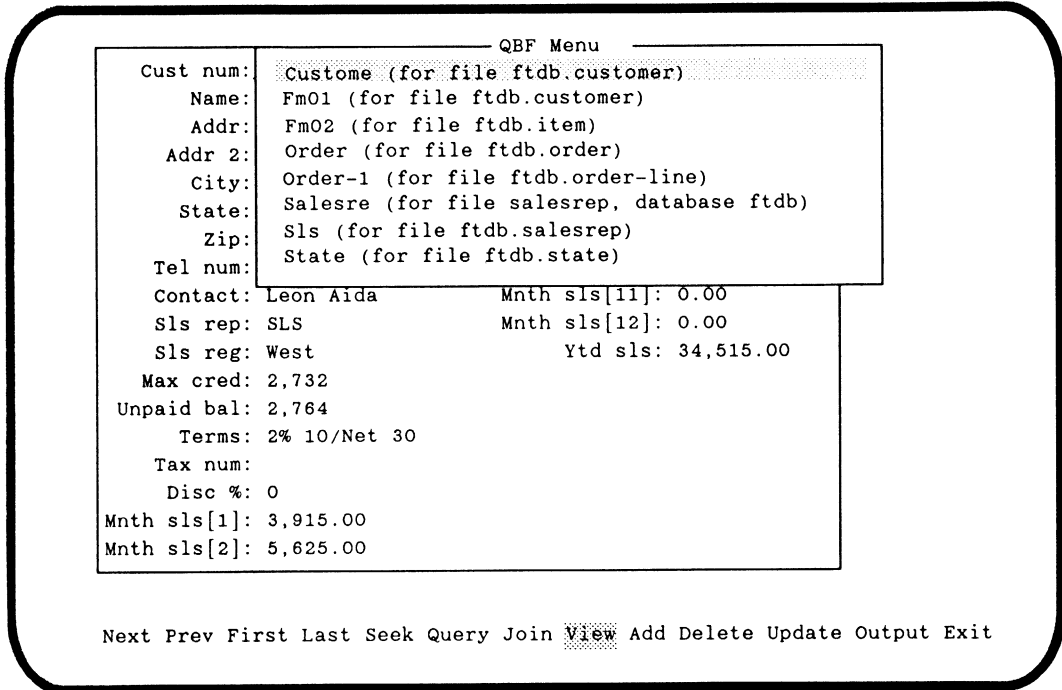 QBF Menu
Cust num: Custome (for file ftdb.customer)
Name: Fm01 (for file ftdb.customer)
Addr: Fm02 (for file ftdb.item)
Addr 2: Order (for file ftdb.order)
City: Order-1 (for file ftdb.order-line)
State: Salesre (for file salesrep, database ftdb)
Zip: Sls (for file ftdb.salesrep)
Tel num: State (for file ftdb.state)
Contact: Leon Aida Mnth sls[11]: 0.00
Sls rep: SLS Mnth sls[12]: 0.00
Sls reg: West Ytd sls: 34,515.00
Max cred: 2,732
Unpaid bal: 2,764
Terms: 2% 10/Net 30
Tax num:
Disc %: 0
Mnth sls[1]: 3,915.00
Mnth sls[2]: 5,625.00
Next Prev First Last Seek Query Join View Add Delete Update Output Exit